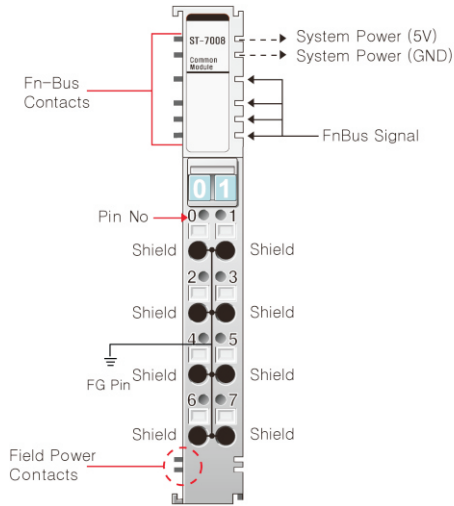 ST-7008
Common
Module
System Power (5V)
System Power (GND)
Fn-Bus
Contacts
FnBus Signal
0 1
Pin No
0 1
Shield Shield
2 3
Shield Shield
4 5
FG Pin
Shield Shield
6 7
Shield Shield
Field Power
Contacts